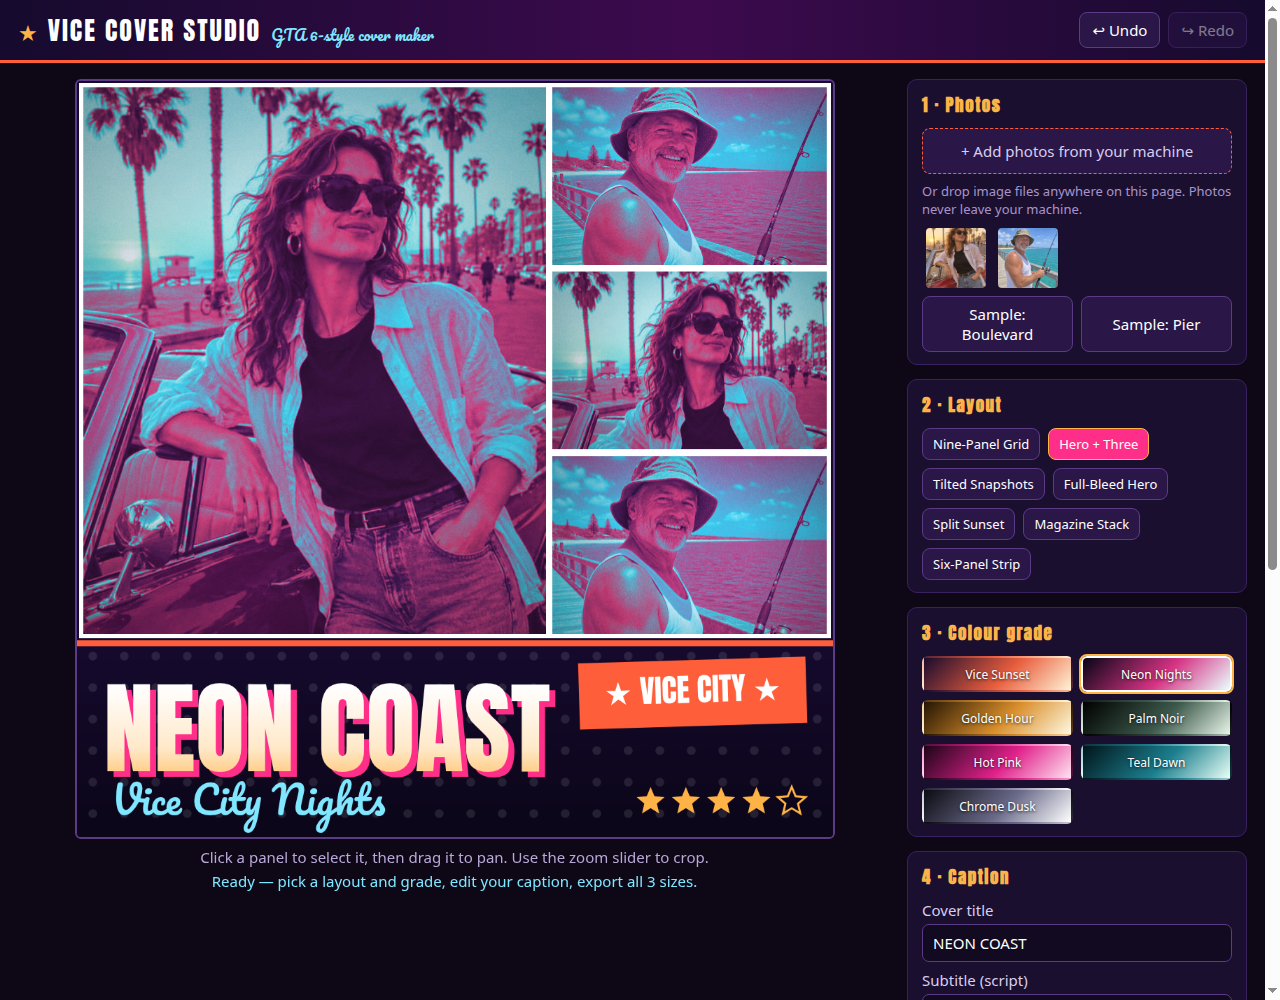 ★ VICE COVER STUDIO GTA 6-style cover maker
↩ Undo
↪ Redo
NEON COAST
Vice City Nights
★ VICE CITY ★
★★★★☆
Click a panel to select it, then drag it to pan. Use the zoom slider to crop.
Ready — pick a layout and grade, edit your caption, export all 3 sizes.
1 · Photos
+ Add photos from your machine
Or drop image files anywhere on this page. Photos
never leave your machine.
Sample:
Boulevard
Sample: Pier
2 · Layout
Nine-Panel Grid
Hero + Three
Tilted Snapshots
Full-Bleed Hero
Split Sunset
Magazine Stack
Six-Panel Strip
3 · Colour grade
Vice Sunset
Neon Nights
Golden Hour
Palm Noir
Hot Pink
Teal Dawn
Chrome Dusk
4 · Caption
Cover title
NEON COAST
Subtitle (script)